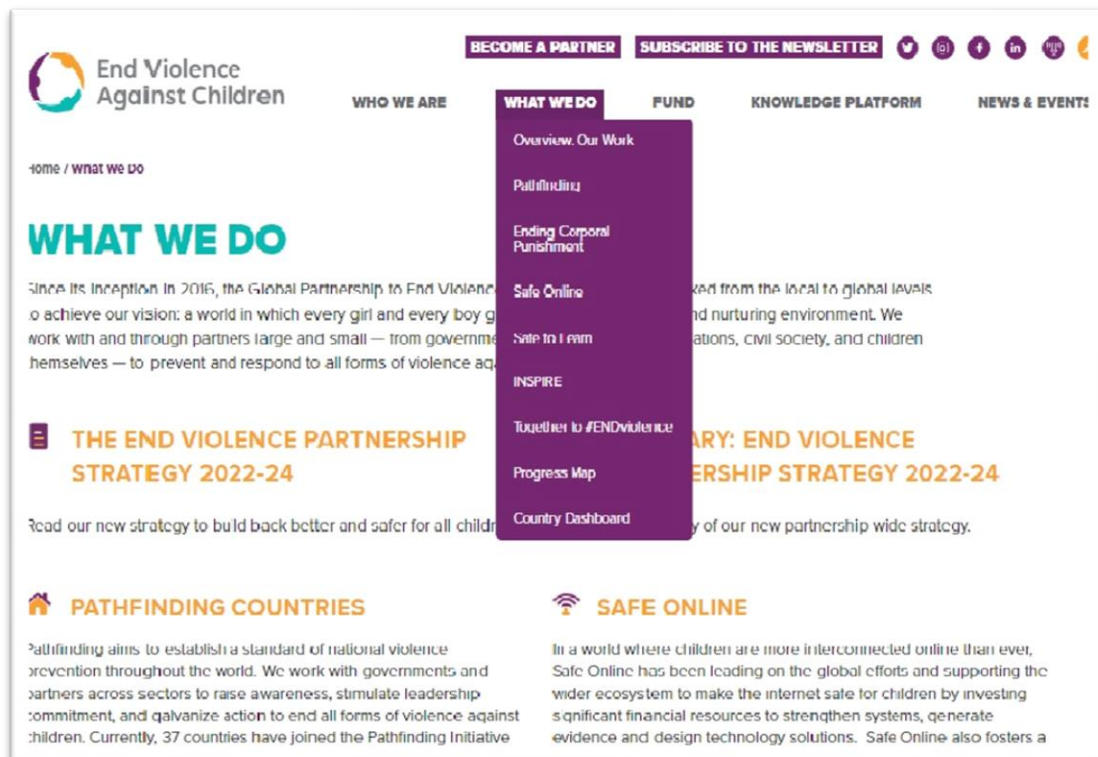 BECOME A PARTNER SUBSCRIBE TO THE NEWSLETTER
End Violence
Against Children
WHO WE ARE WHAT WE DO FUND KNOWLEDGE PLATFORM NEWS & EVENTS
Overview: Our Work
Pathfinding
Ending Corporal
Punishment
Safe Online
Safe to Learn
INSPIRE
Together to #ENDviolence
Progress Map
Country Dashboard
Home / What We Do
WHAT WE DO
Since its inception in 2016, the Global Partnership to End Violenc ked from the local to global levels
to achieve our vision: a world in which every girl and every boy g nd nurturing environment. We
work with and through partners large and small — from governme ations, civil society, and children
themselves — to prevent and respond to all forms of violence ag
THE END VIOLENCE PARTNERSHIP
STRATEGY 2022-24
ARY: END VIOLENCE
ERSHIP STRATEGY 2022-24
Read our new strategy to build back better and safer for all childr
y of our new partnership wide strategy.
PATHFINDING COUNTRIES
Pathfinding aims to establish a standard of national violence
prevention throughout the world. We work with governments and
partners across sectors to raise awareness, stimulate leadership
commitment, and galvanize action to end all forms of violence against
children. Currently, 37 countries have joined the Pathfinding Initiative
SAFE ONLINE
In a world where children are more interconnected online than ever,
Safe Online has been leading on the global efforts and supporting the
wider ecosystem to make the internet safe for children by investing
significant financial resources to strengthen systems, generate
evidence and design technology solutions. Safe Online also fosters a